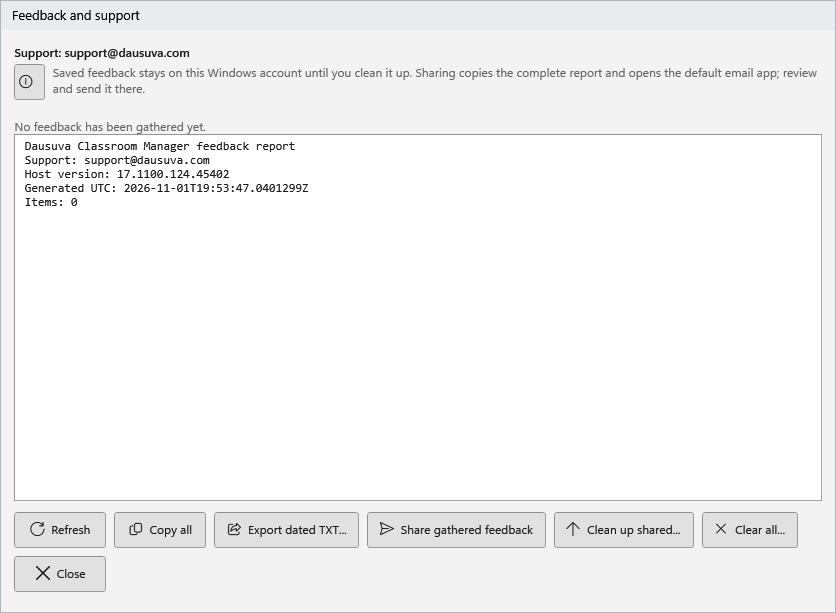 Feedback and support
Support: support@dausuva.com
Saved feedback stays on this Windows account until you clean it up. Sharing copies the complete report and opens the default email app; review
and send it there.
No feedback has been gathered yet.
Dausuva Classroom Manager feedback report
Support: support@dausuva.com
Host version: 17.1100.124.45402
Generated UTC: 2026-11-01T19:53:47.0401299Z
Items: 0
Refresh
Copy all
Export dated TXT...
Share gathered feedback
Clean up shared...
Clear all...
Close